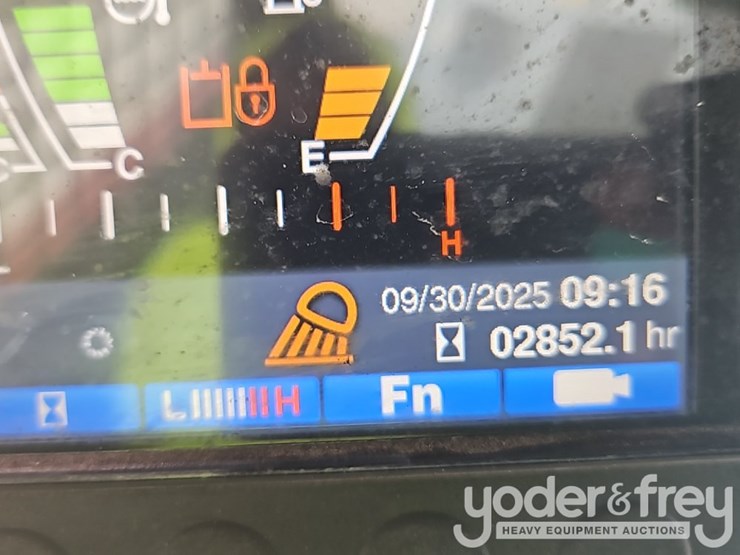 C
E
H
09/30/2025 09:16
02852.1 hr
L H Fn
yoder&frey
HEAVY EQUIPMENT AUCTIONS